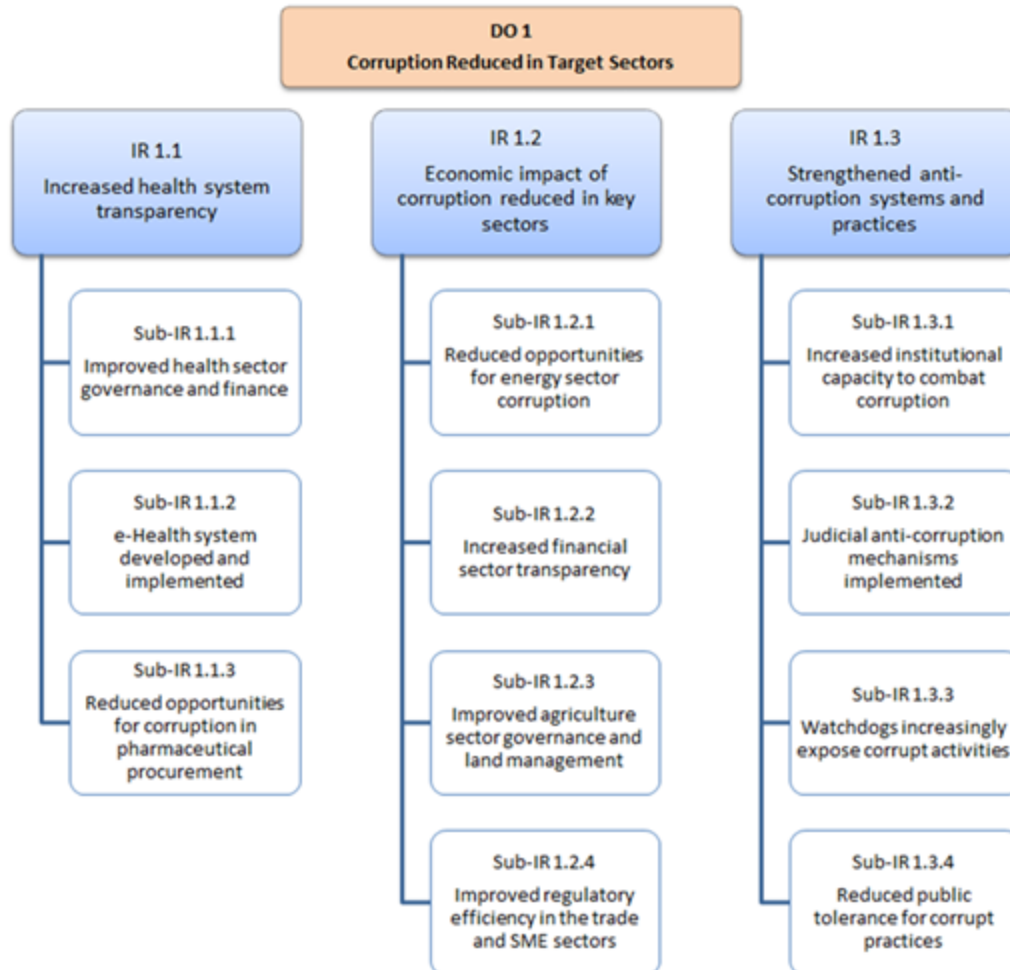 DO 1
Corruption Reduced in Target Sectors
IR 1.1
Increased health system
transparency
Sub-IR 1.1.1
Improved health sector
governance and finance
Sub-IR 1.1.2
e-Health system
developed and
implemented
Sub-IR 1.1.3
Reduced opportunities
for corruption in
pharmaceutical
procurement
IR 1.2
Economic impact of
corruption reduced in key
sectors
Sub-IR 1.2.1
Reduced opportunities
for energy sector
corruption
Sub-IR 1.2.2
Increased financial
sector transparency
Sub-IR 1.2.3
Improved agriculture
sector governance and
land management
Sub-IR 1.2.4
Improved regulatory
efficiency in the trade
and SME sectors
IR 1.3
Strengthened anti-
corruption systems and
practices
Sub-IR 1.3.1
Increased institutional
capacity to combat
corruption
Sub-IR 1.3.2
Judicial anti-corruption
mechanisms
implemented
Sub-IR 1.3.3
Watchdogs increasingly
expose corrupt activities
Sub-IR 1.3.4
Reduced public
tolerance for corrupt
practices